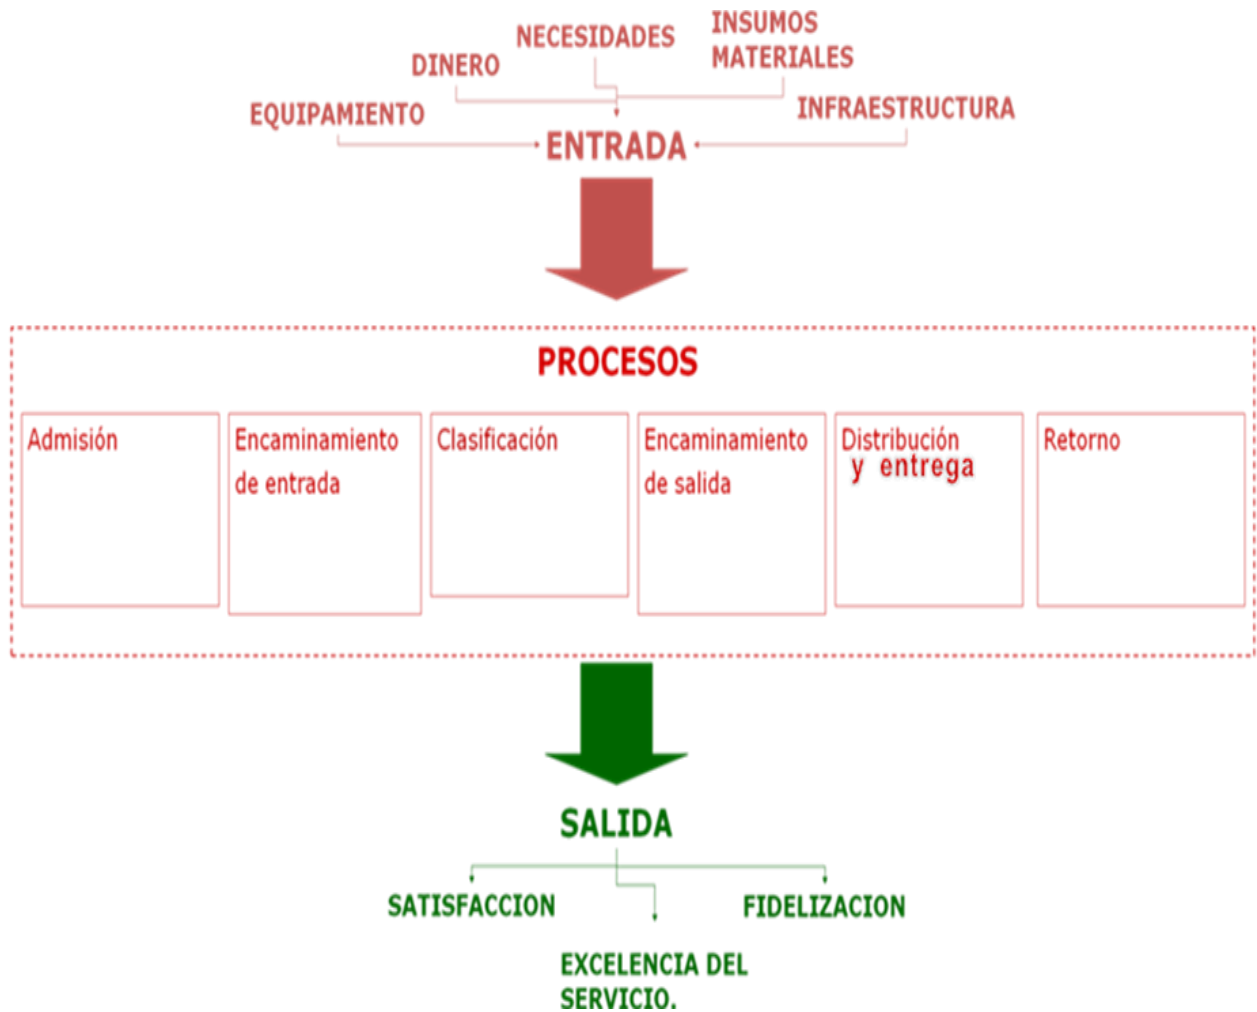 NECESIDADES
INSUMOS
MATERIALES
DINERO
EQUIPAMIENTO
INFRAESTRUCTURA
ENTRADA
PROCESOS
Admisión
Encaminamiento
de entrada
Clasificación
Encaminamiento
de salida
Distribución
y entrega
Retorno
SALIDA
SATISFACCION
FIDELIZACION
EXCELENCIA DEL
SERVICIO.